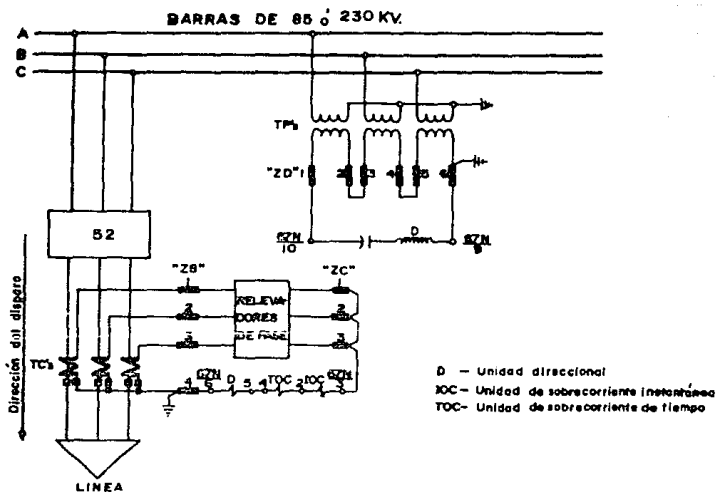 BARRAS DE 85 ó 230 KV.
A
B
C
TP's
"ZD" 1 2 3 4 5 6
67N
10
D
67N
9
52
Dirección del disparo
"ZB"
"ZC"
RELEVA-
DORES
DE FASE
2
2
3
3
TC's
4
67N
6
D
5
4
TOC
2
IOC
67N
3
D – Unidad direccional
IOC– Unidad de sobrecorriente instantánea
TOC– Unidad de sobrecorriente de tiempo
LINEA